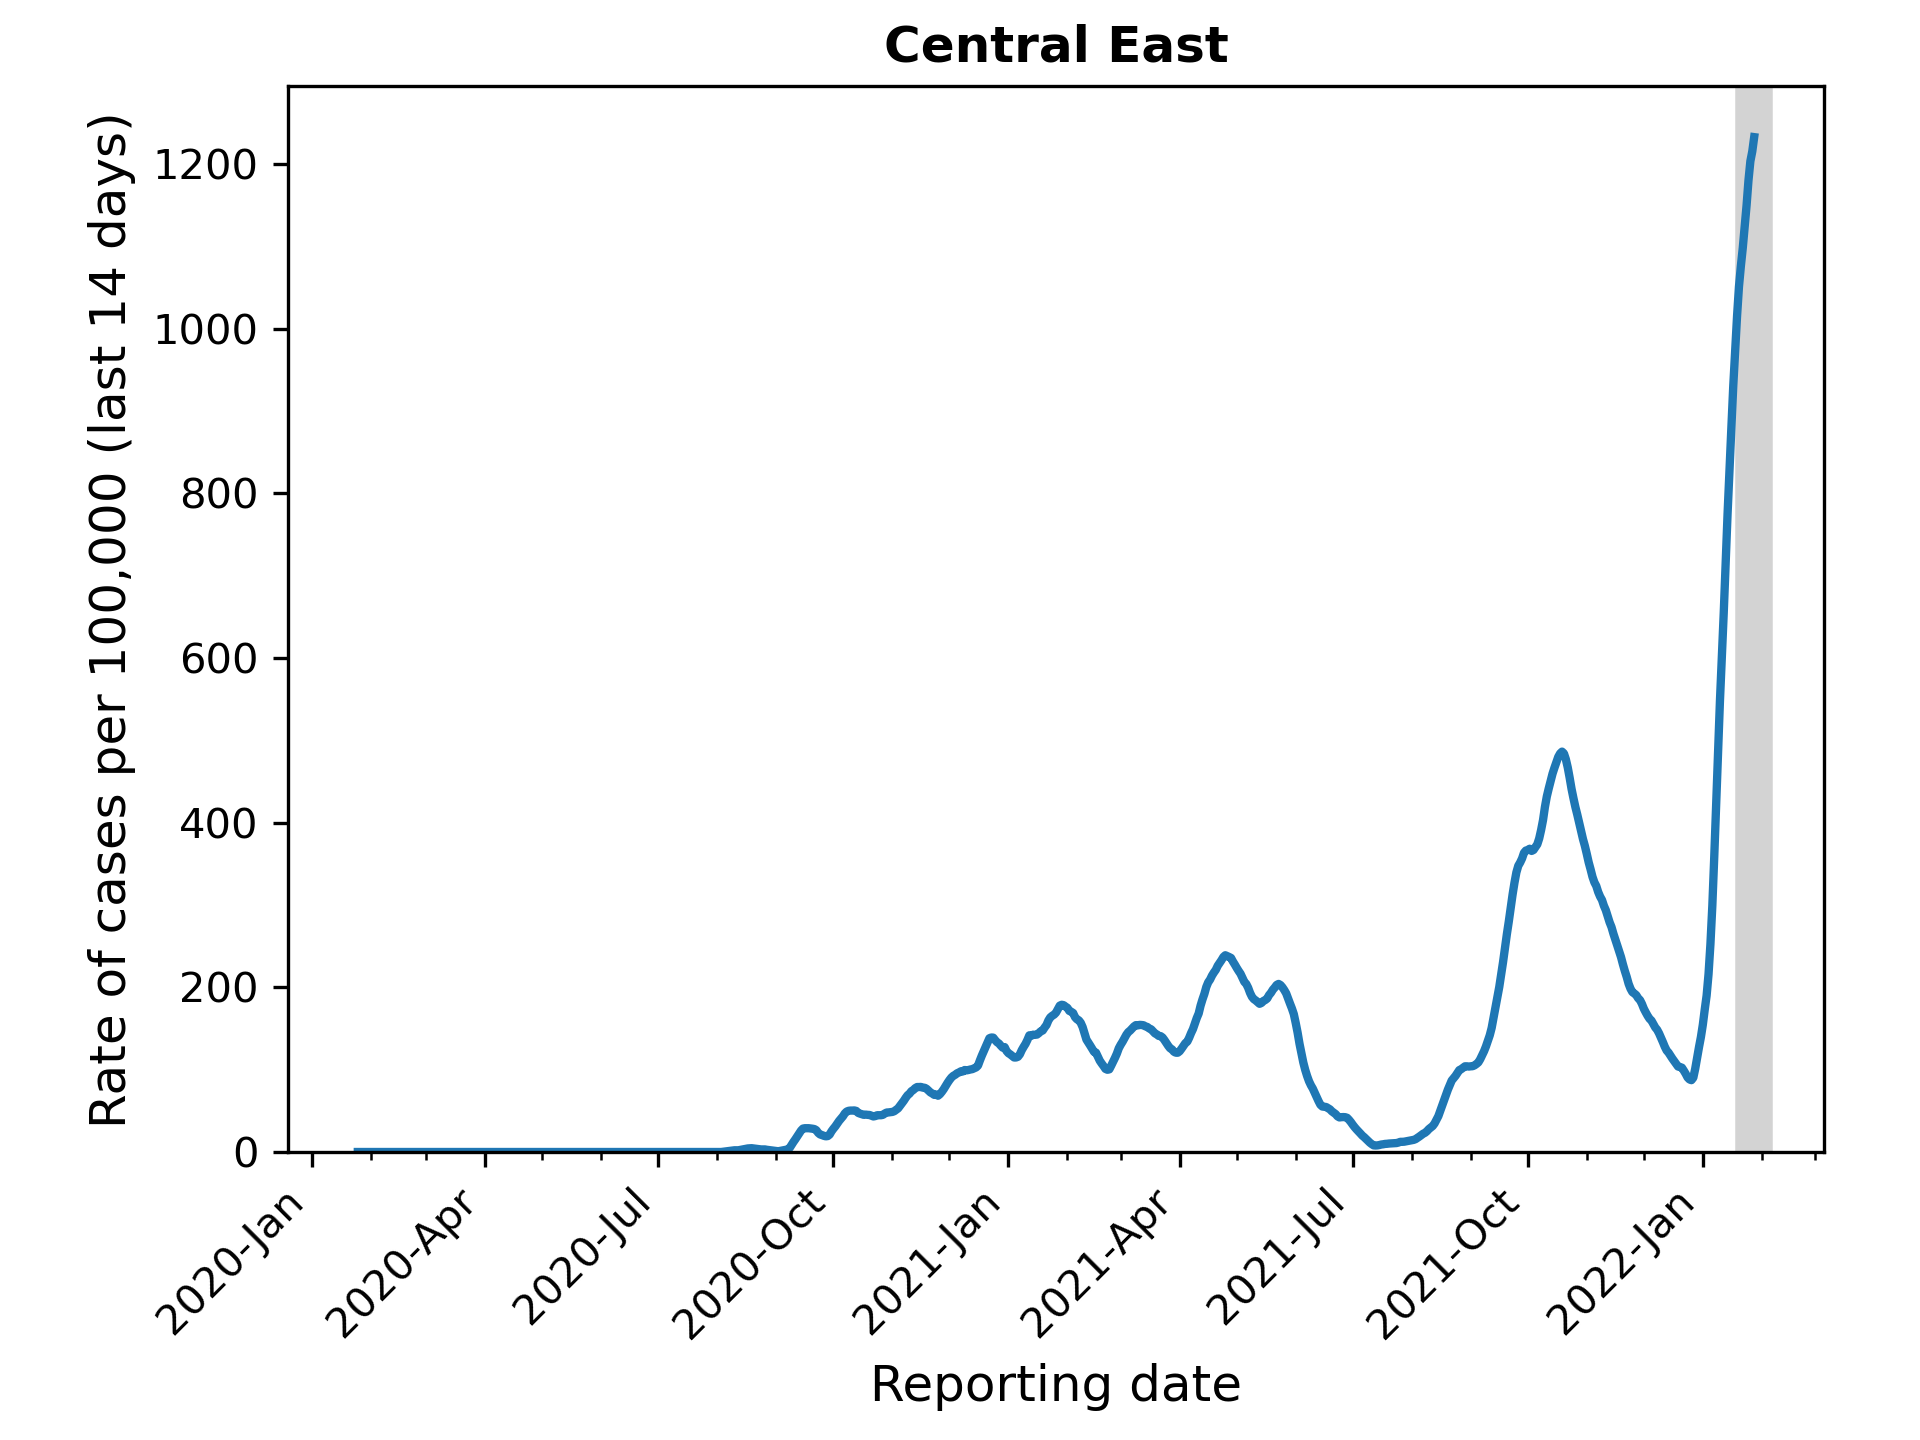 Central East
Rate of cases per 100,000 (last 14 days)
1200
1000
800
600
400
200
0
2020-Jan
2020-Apr
2020-Jul
2020-Oct
2021-Jan
2021-Apr
2021-Jul
2021-Oct
2022-Jan
Reporting date